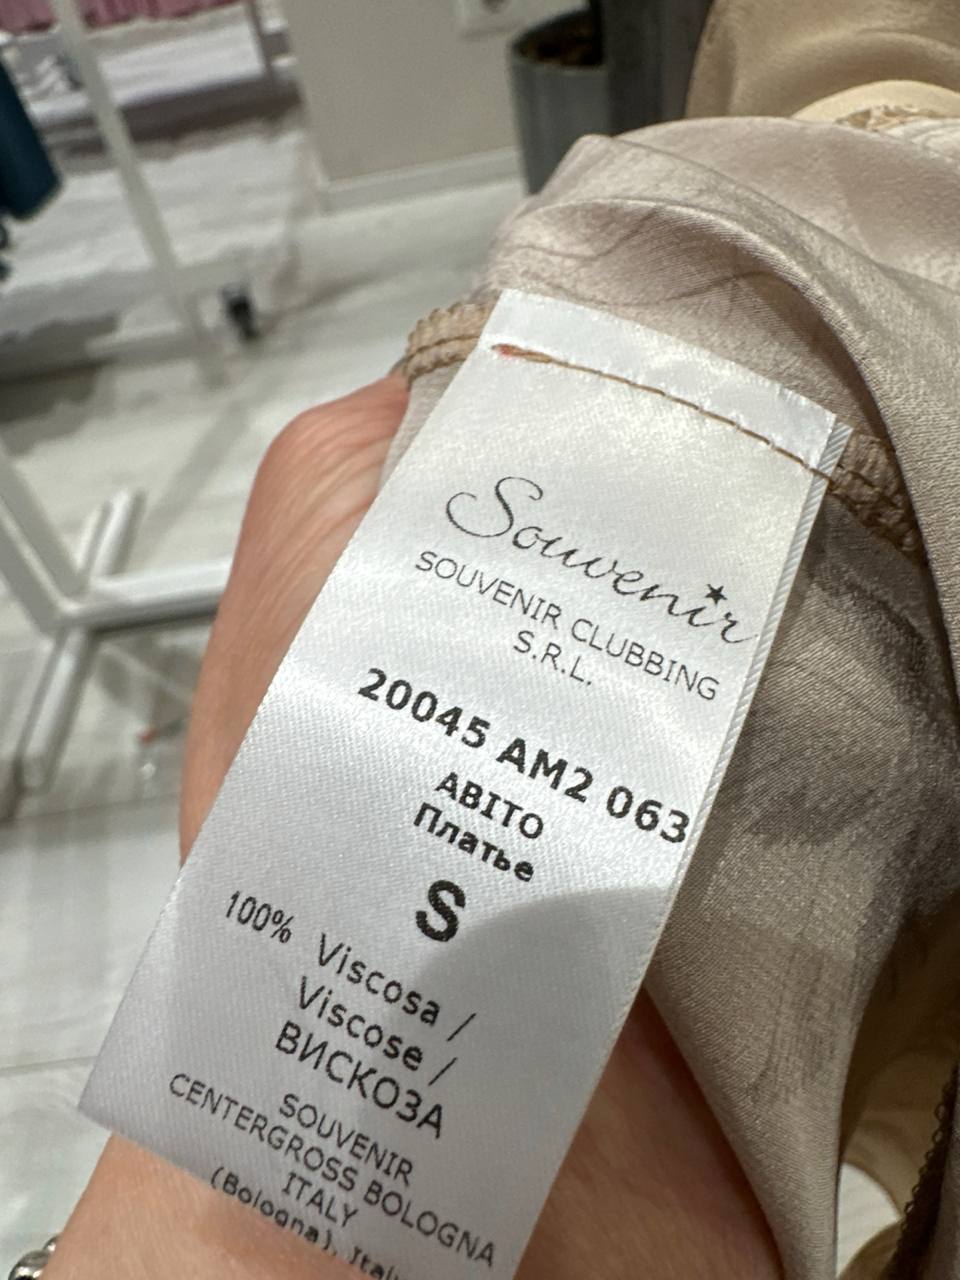 Souvenir
SOUVENIR CLUBBING
S.R.L.
20045 AM2 063
ABITO
Платье
S
100% Viscosa /
Viscose /
ВИСКОЗА
SOUVENIR
CENTERGROSS BOLOGNA
ITALY
(Bologna), Italy